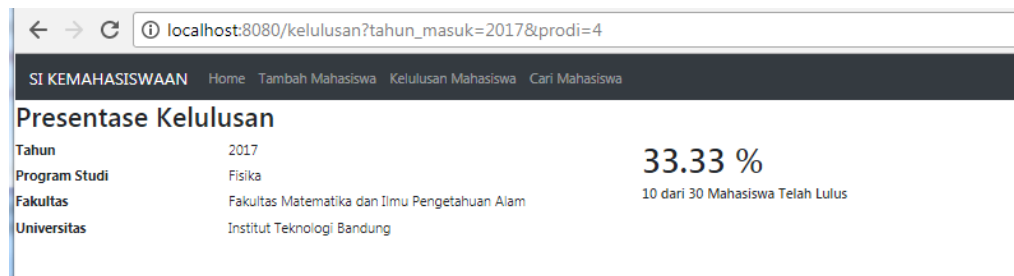 localhost:8080/kelulusan?tahun_masuk=2017&prodi=4
SI KEMAHASISWAAN Home Tambah Mahasiswa Kelulusan Mahasiswa Cari Mahasiswa
Presentase Kelulusan
Tahun 2017
Program Studi Fisika
Fakultas Fakultas Matematika dan Ilmu Pengetahuan Alam
Universitas Institut Teknologi Bandung
33.33 %
10 dari 30 Mahasiswa Telah Lulus